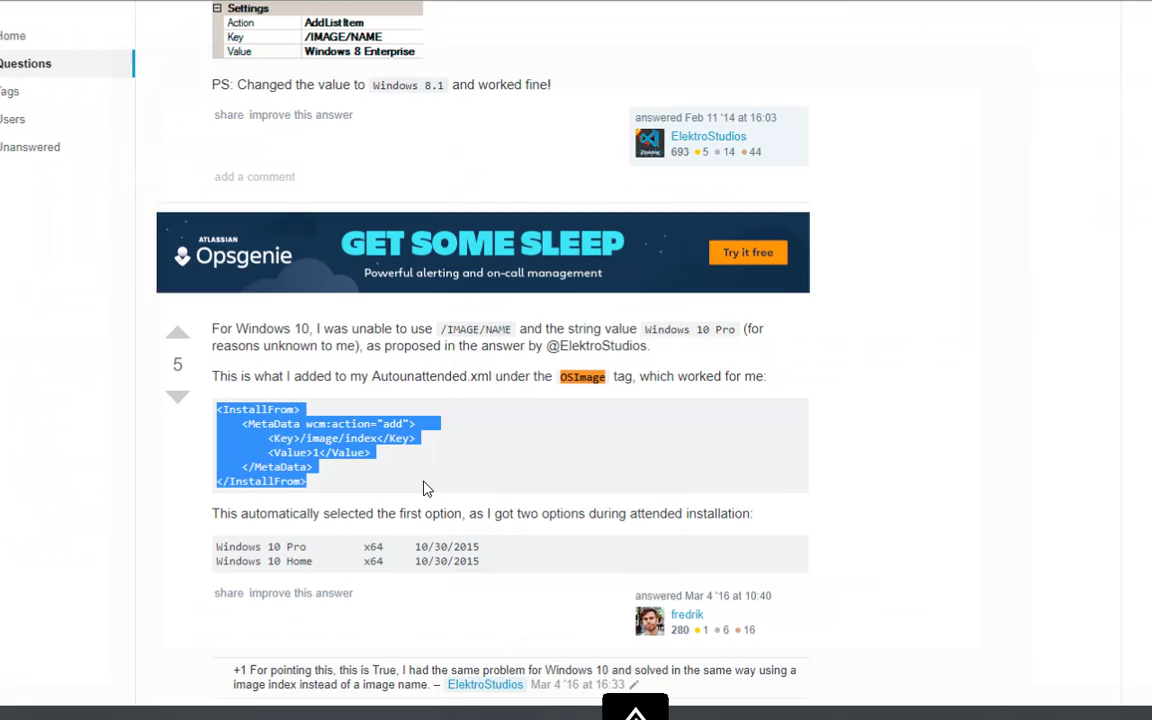 Settings
Action AddListItem
Key /IMAGE/NAME
Value Windows 8 Enterprise
Home
Questions
Tags
Users
Unanswered
PS: Changed the value to Windows 8.1 and worked fine!
share improve this answer
answered Feb 11 '14 at 16:03
ElektroStudios
693 5 14 44
add a comment
ATLASSIAN
Opsgenie
GET SOME SLEEP
Powerful alerting and on-call management
Try it free
For Windows 10, I was unable to use /IMAGE/NAME and the string value Windows 10 Pro (for
reasons unknown to me), as proposed in the answer by @ElektroStudios.
5
This is what I added to my Autounattended.xml under the OSImage tag, which worked for me:
<InstallFrom>
<MetaData wcm:action="add">
<Key>/image/index</Key>
<Value>1</Value>
</MetaData>
</InstallFrom>
This automatically selected the first option, as I got two options during attended installation:
Windows 10 Pro x64 10/30/2015
Windows 10 Home x64 10/30/2015
share improve this answer
answered Mar 4 '16 at 10:40
fredrik
280 1 6 16
+1 For pointing this, this is True, I had the same problem for Windows 10 and solved in the same way using a
image index instead of a image name. – ElektroStudios Mar 4 '16 at 16:33